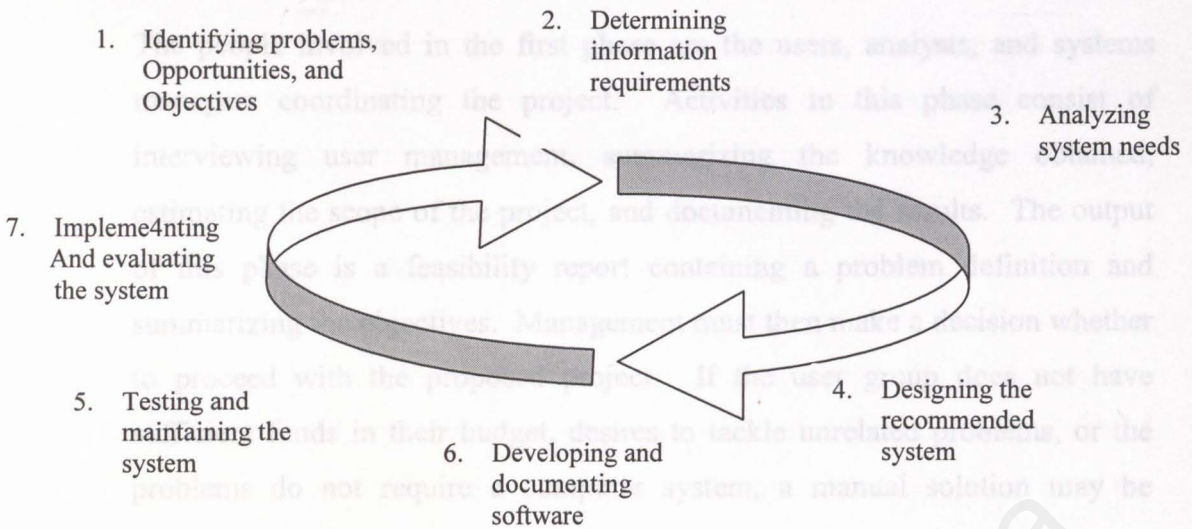 1. Identifying problems,
Opportunities, and
Objectives
2. Determining
information
requirements
3. Analyzing
system needs
4. Designing the
recommended
system
5. Testing and
maintaining the
system
6. Developing and
documenting
software
7. Impleme4nting
And evaluating
the system
involved in the first
the users, analysts, and systems
coordinating the project. Activities in this phase consist of
interviewing user management, summarizing the knowledge obtained,
estimating the scope of the project, and documenting the results. The output
of this phase is a feasibility report containing a problem definition and
summarizing the objectives. Management must then make a decision whether
to proceed with the proposed project. If the user group does not have
funds in their budget, desires to tackle unrelated problems, or the
problems do not require a computer system, a manual solution may be